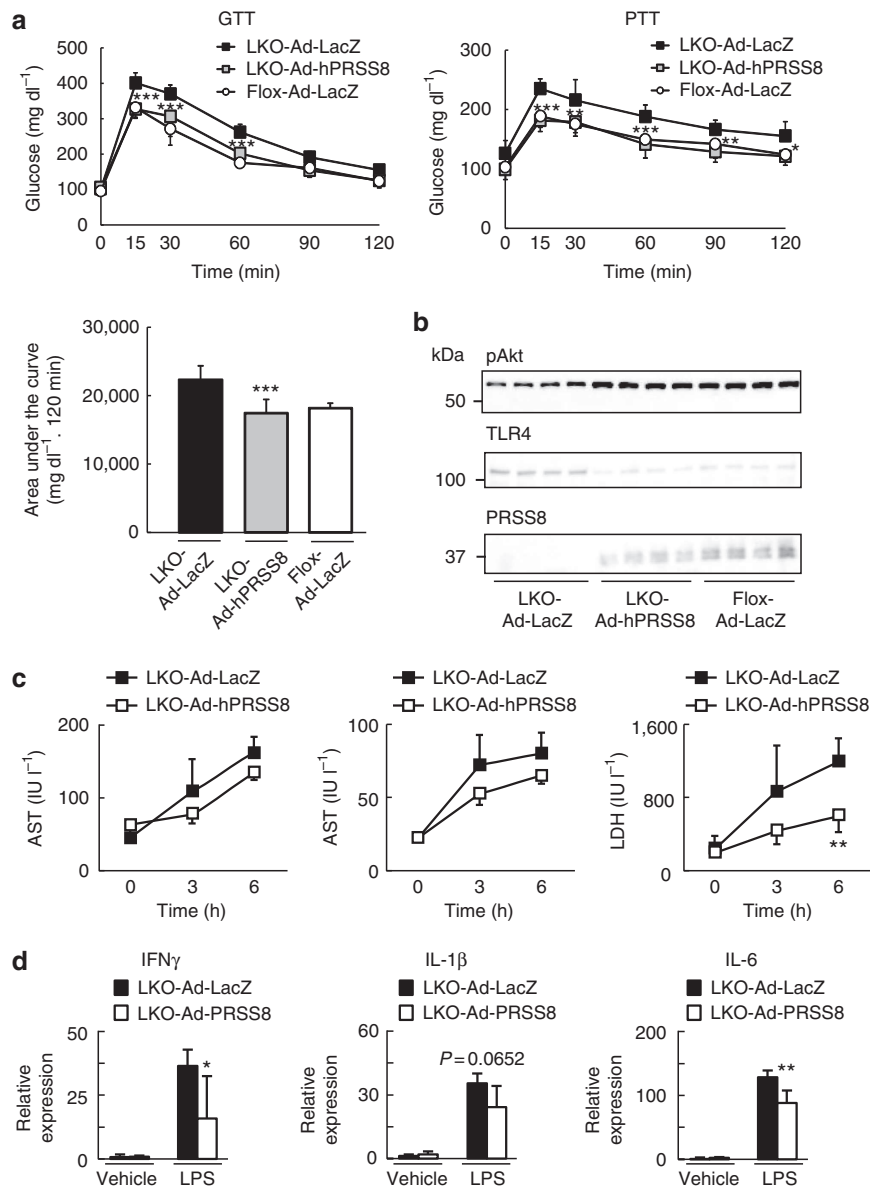 a
GTT
LKO-Ad-LacZ
LKO-Ad-hPRSS8
Flox-Ad-LacZ
Glucose (mg dl⁻¹)
500
400
300
200
100
0
***
***
***
0 15 30 60 90 120
Time (min)
PTT
LKO-Ad-LacZ
LKO-Ad-hPRSS8
Flox-Ad-LacZ
Glucose (mg dl⁻¹)
300
200
100
0
***
**
***
**
*
0 15 30 60 90 120
Time (min)
Area under the curve
(mg dl⁻¹. 120 min)
30,000
20,000
10,000
0
***
LKO-
Ad-LacZ
LKO-
Ad-hPRSS8
Flox-
Ad-LacZ
b
kDa
pAkt
50
TLR4
100
PRSS8
37
LKO-
Ad-LacZ
LKO-
Ad-hPRSS8
Flox-
Ad-LacZ
c
LKO-Ad-LacZ
LKO-Ad-hPRSS8
AST (IU l⁻¹)
200
100
0
0 3 6
Time (h)
LKO-Ad-LacZ
LKO-Ad-hPRSS8
AST (IU l⁻¹)
100
50
0
0 3 6
Time (h)
LKO-Ad-LacZ
LKO-Ad-hPRSS8
LDH (IU l⁻¹)
1,600
800
0
**
0 3 6
Time (h)
d
IFNγ
LKO-Ad-LacZ
LKO-Ad-PRSS8
Relative
expression
50
25
0
*
Vehicle LPS
IL-1β
LKO-Ad-LacZ
LKO-Ad-PRSS8
Relative
expression
60
30
0
P = 0.0652
Vehicle LPS
IL-6
LKO-Ad-LacZ
LKO-Ad-PRSS8
Relative
expression
200
100
0
**
Vehicle LPS